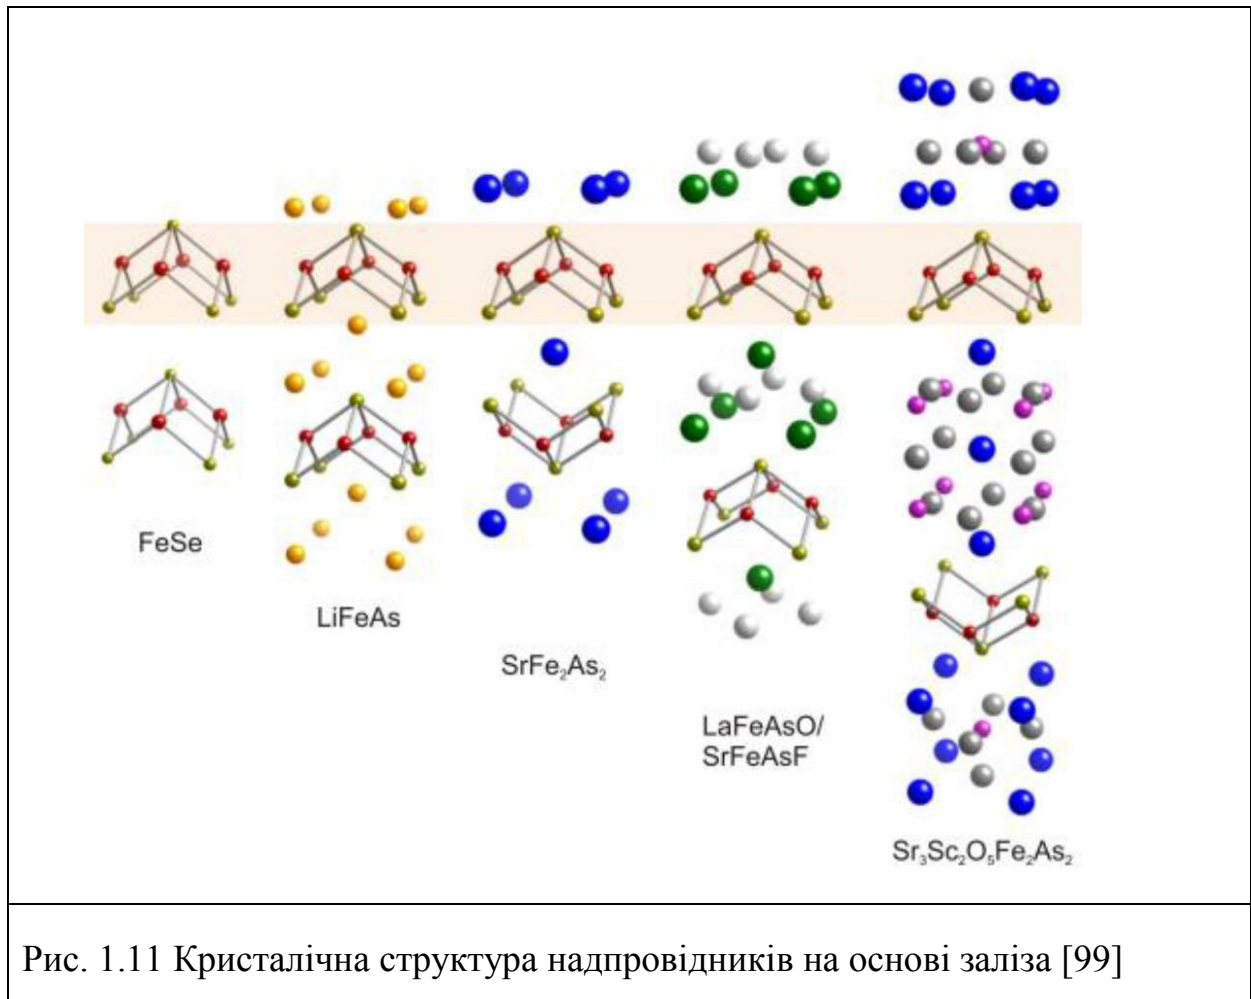 FeSe
LiFeAs
SrFe₂As₂
LaFeAsO/
SrFeAsF
Sr₃Sc₂O₅Fe₂As₂
Рис. 1.11 Кристалічна структура надпровідників на основі заліза [99]